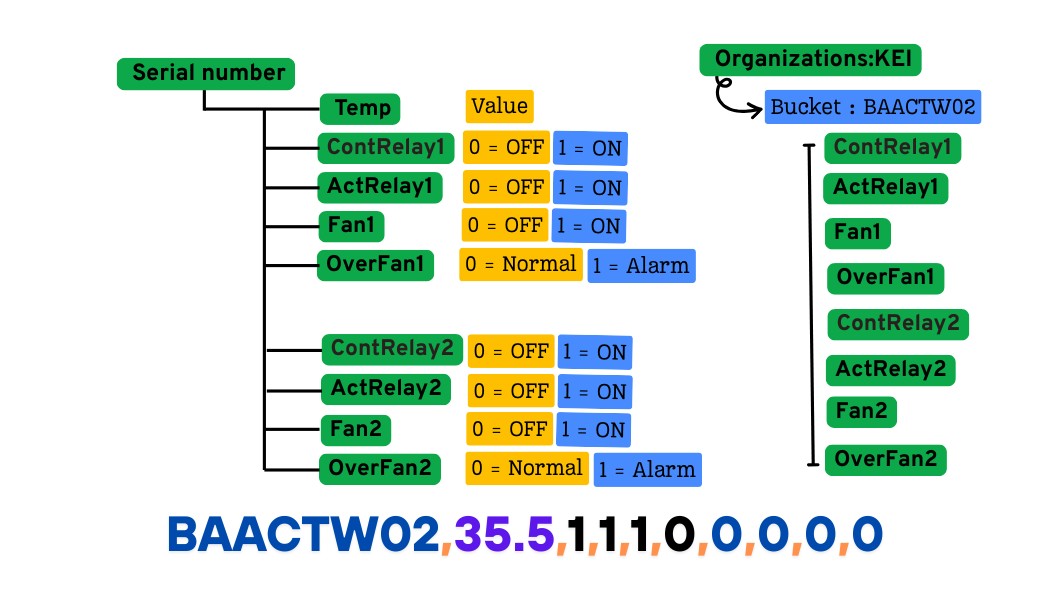 Serial number
Temp Value
ContRelay1 0 = OFF 1 = ON
ActRelay1 0 = OFF 1 = ON
Fan1 0 = OFF 1 = ON
OverFan1 0 = Normal 1 = Alarm
ContRelay2 0 = OFF 1 = ON
ActRelay2 0 = OFF 1 = ON
Fan2 0 = OFF 1 = ON
OverFan2 0 = Normal 1 = Alarm
Organizations:KEI
Bucket : BAACTW02
ContRelay1
ActRelay1
Fan1
OverFan1
ContRelay2
ActRelay2
Fan2
OverFan2
BAACTW02,35.5,1,1,1,0,0,0,0,0